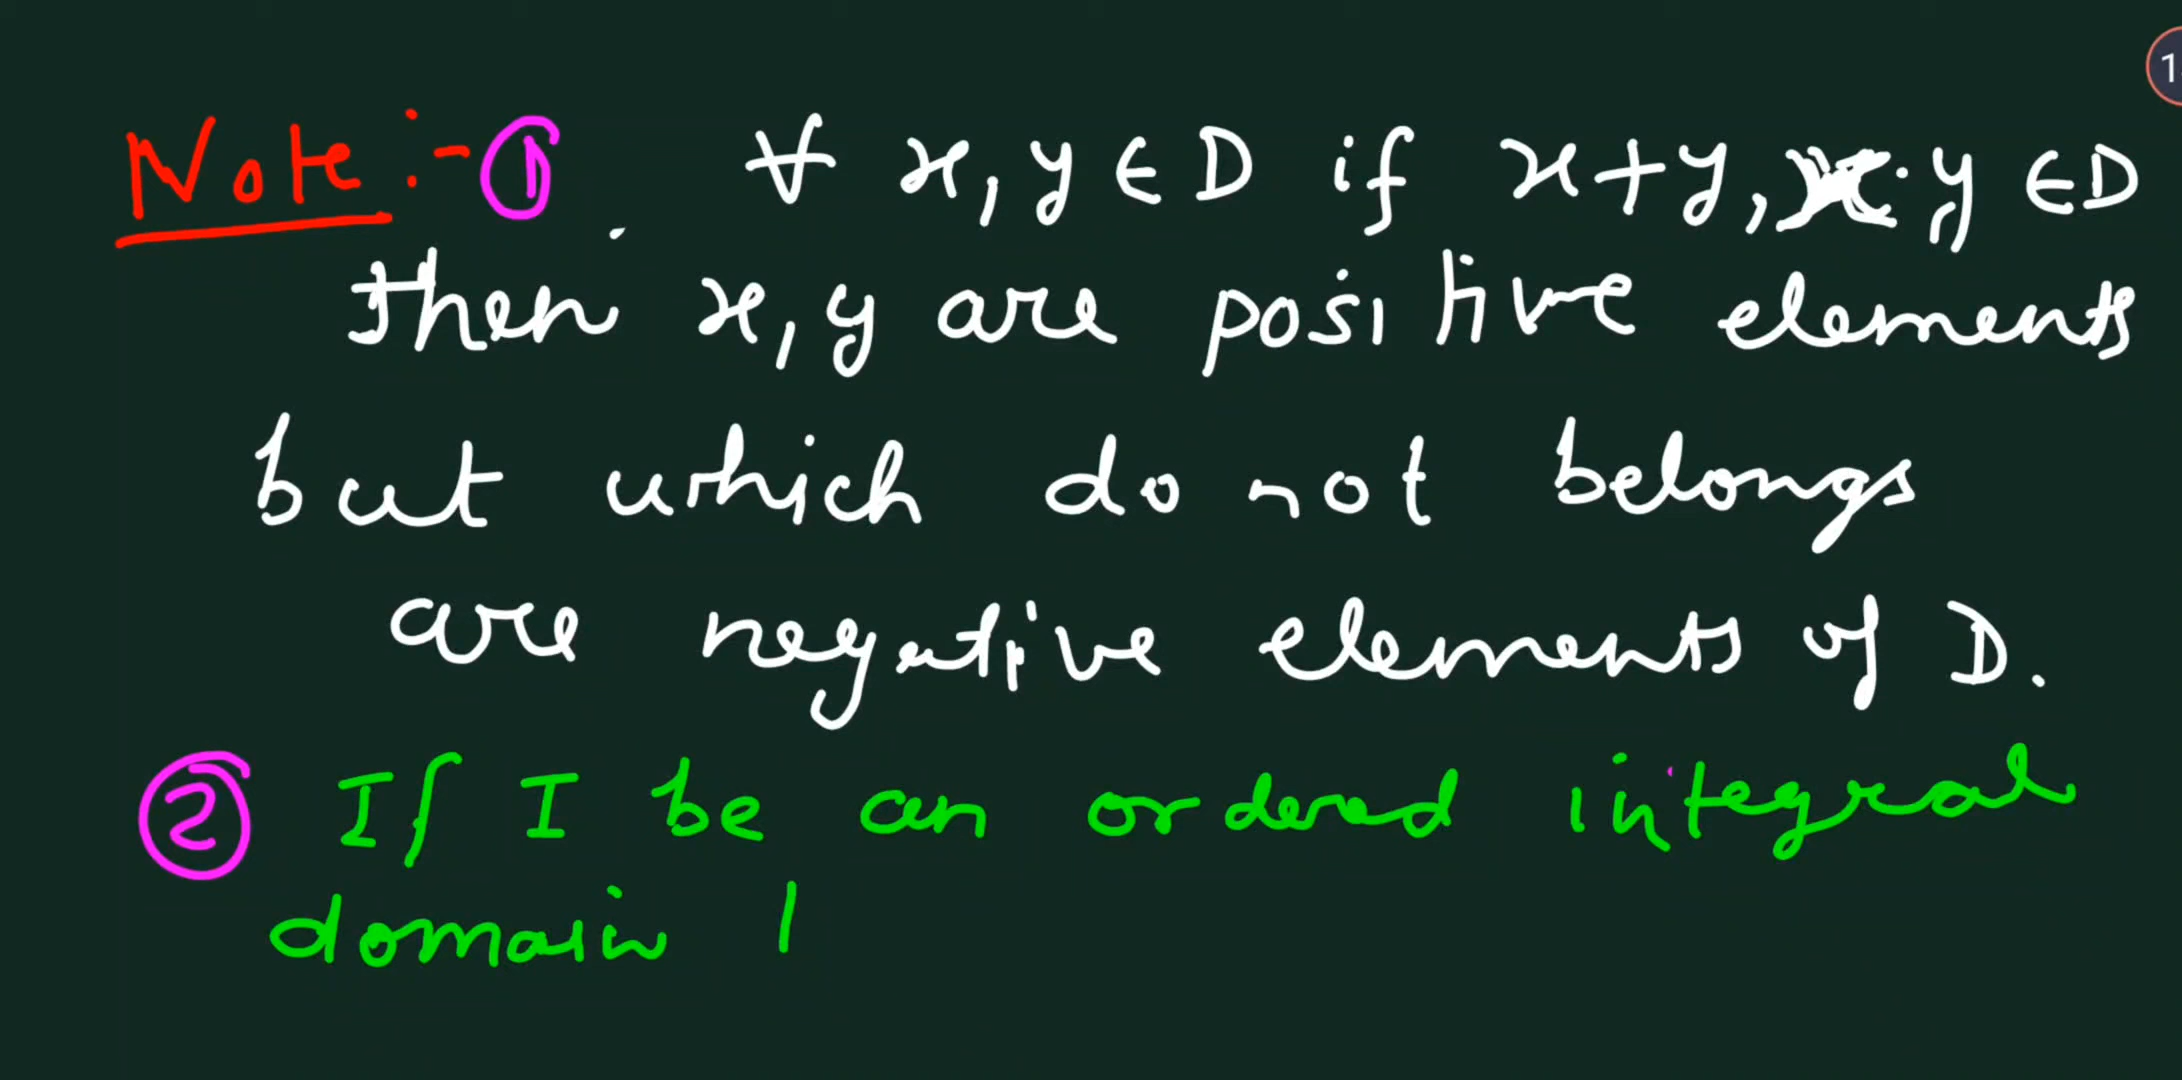 Note :- ① ∀ x, y ∈ D if x+y, x·y ∈ D
then x, y are positive elements
but which do not belongs
are negative elements of D.
② If I be an ordered integral
domain